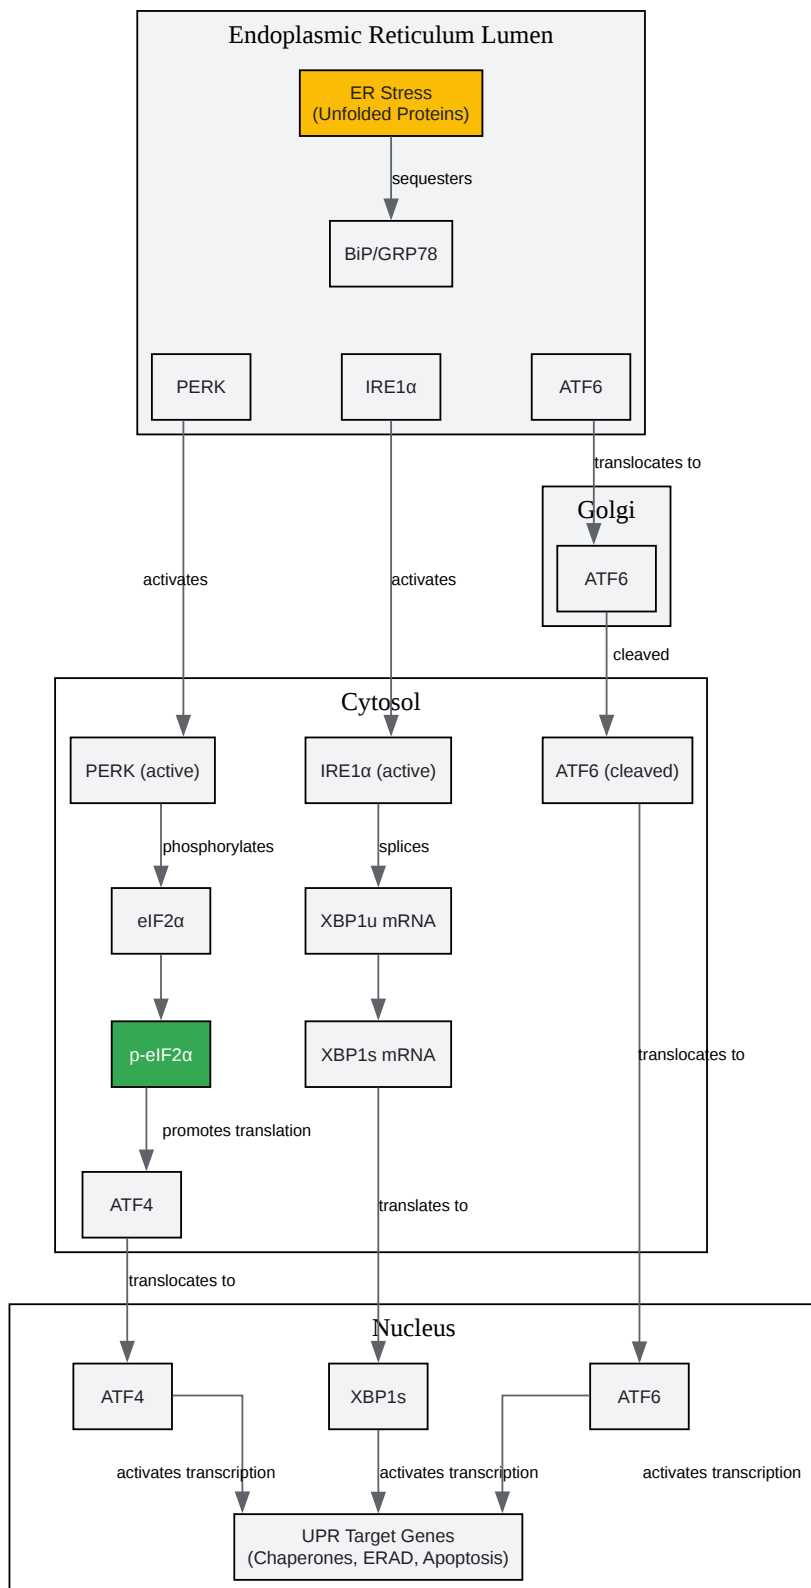 Endoplasmic Reticulum Lumen
ER Stress
(Unfolded Proteins)
sequesters
BiP/GRP78
PERK
IRE1α
ATF6
translocates to
Golgi
ATF6
activates
activates
cleaved
Cytosol
PERK (active)
IRE1α (active)
ATF6 (cleaved)
phosphorylates
splices
eIF2α
XBP1u mRNA
p-eIF2α
XBP1s mRNA
translocates to
promotes translation
ATF4
translates to
translocates to
Nucleus
ATF4
XBP1s
ATF6
activates transcription
activates transcription
activates transcription
UPR Target Genes
(Chaperones, ERAD, Apoptosis)